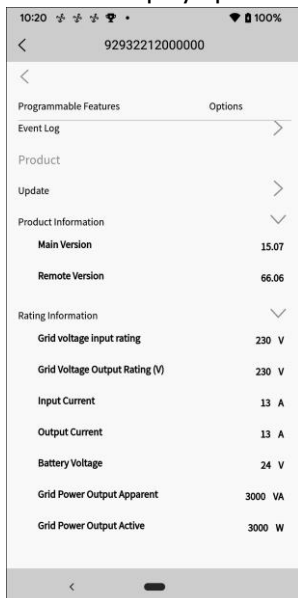 10:20 100%
92932212000000
Programmable Features Options
Event Log
Product
Update
Product Information
Main Version 15.07
Remote Version 66.06
Rating Information
Grid voltage input rating 230 V
Grid Voltage Output Rating (V) 230 V
Input Current 13 A
Output Current 13 A
Battery Voltage 24 V
Grid Power Output Apparent 3000 VA
Grid Power Output Active 3000 W